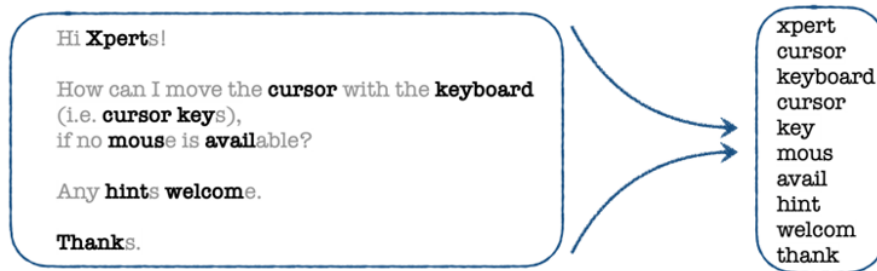 Hi Xperts!
How can I move the cursor with the keyboard
(i.e. cursor keys),
if no mouse is available?
Any hints welcome.
Thanks.
xpert
cursor
keyboard
cursor
key
mous
avail
hint
welcom
thank